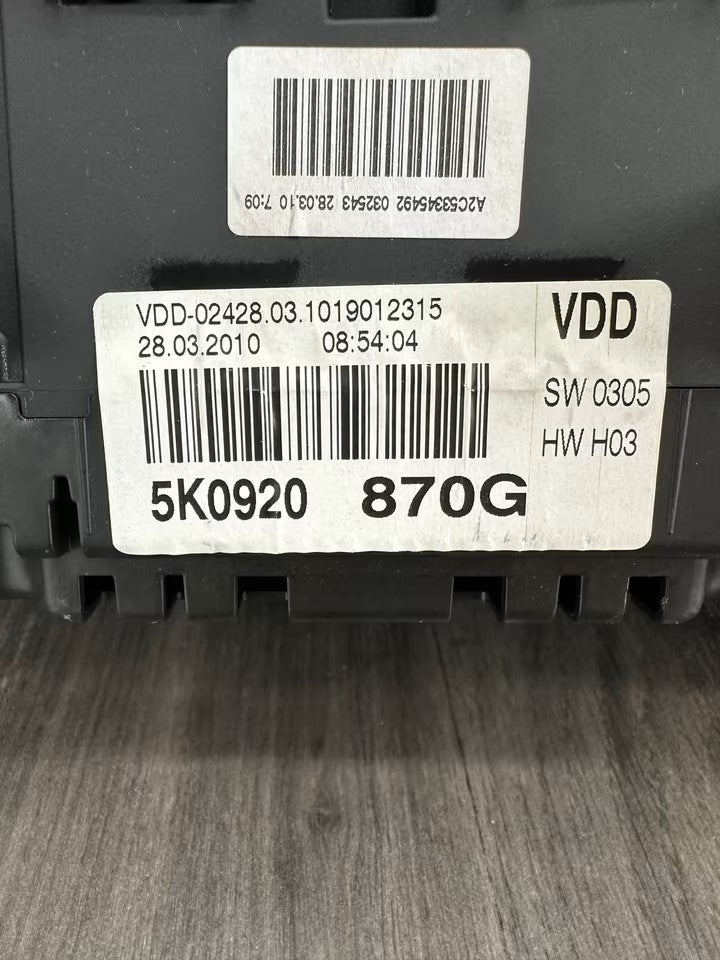 A2C53345492 032543 28.03.10 7:09
VDD-02428.03.1019012315
28.03.2010 08:54:04
VDD
SW 0305
HW H03
5K0920 870G